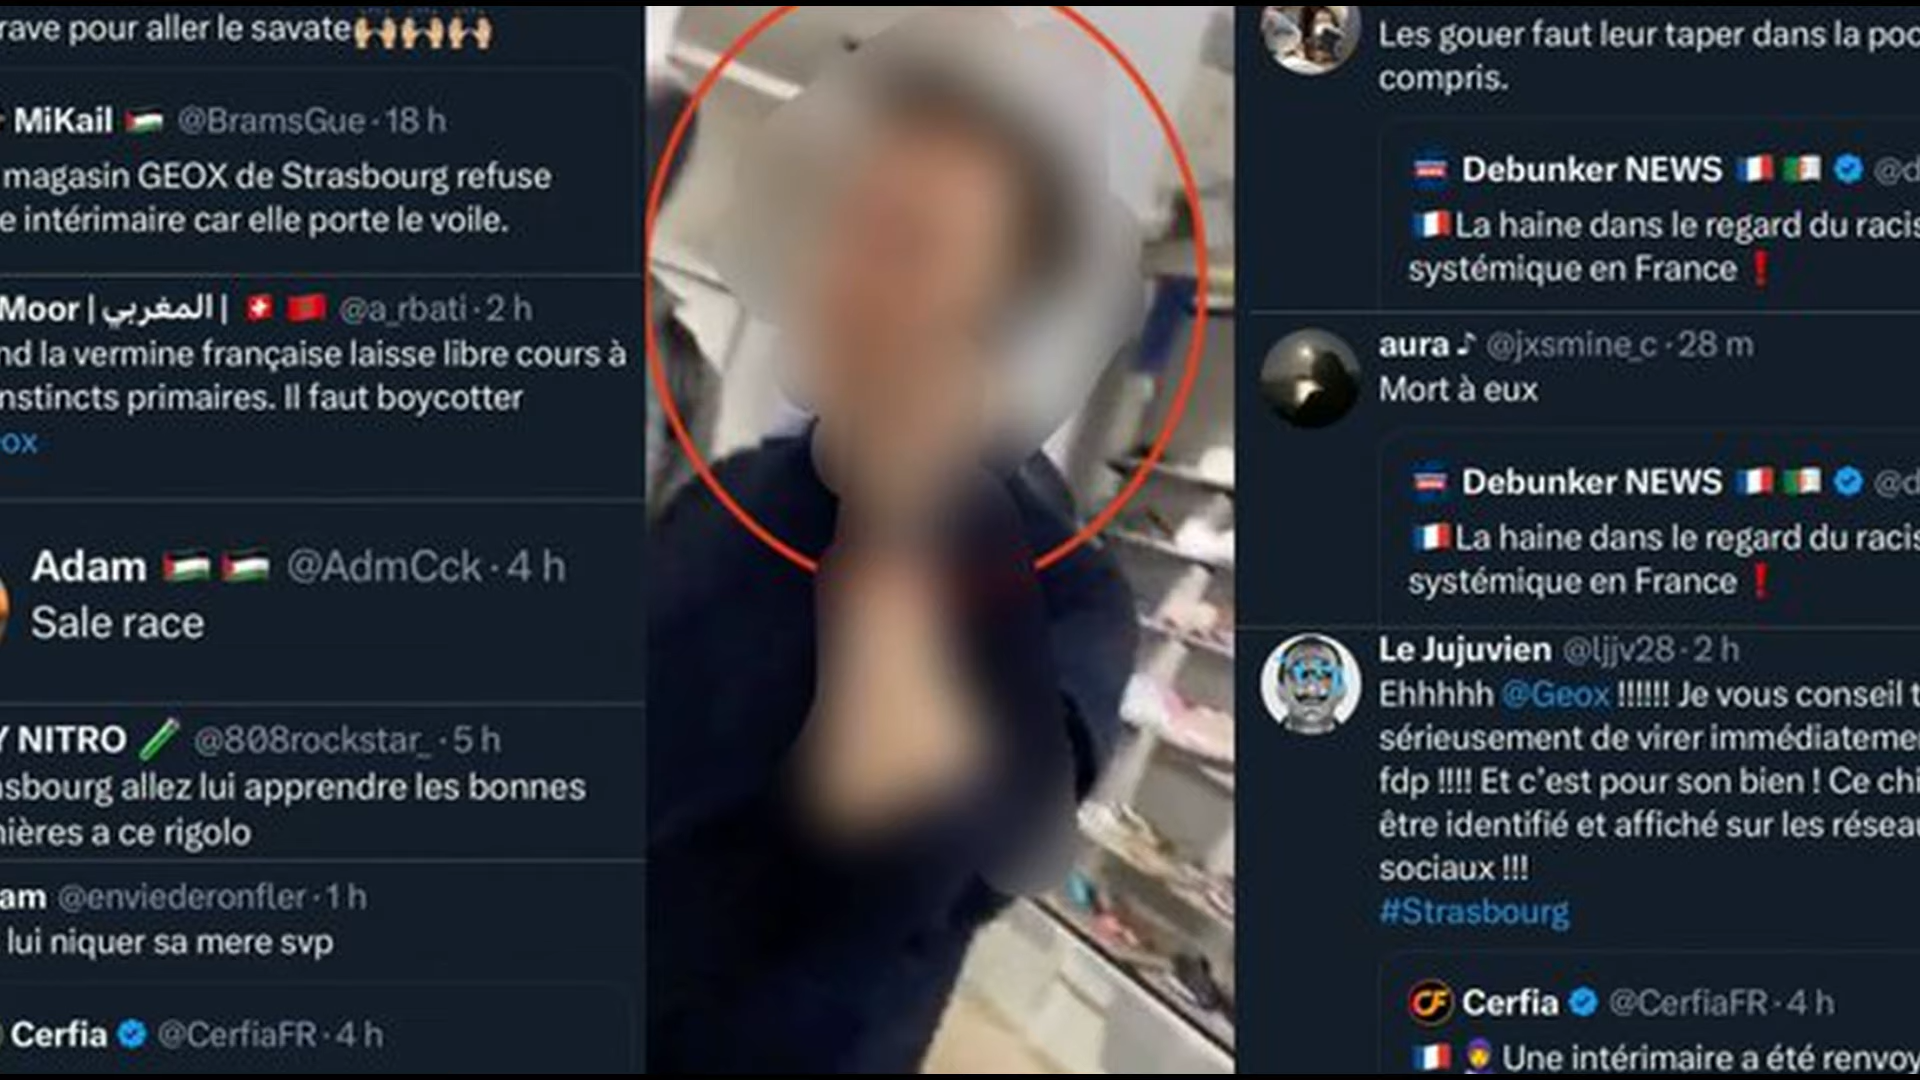 rave pour aller le savate🙌🏼🙌🏼🙌🏼
MiKail 🇵🇸 @BramsGue · 18 h
magasin GEOX de Strasbourg refuse
e intérimaire car elle porte le voile.
Moor | المغربي | 🇨🇭 🇲🇦 @a_rbati · 2 h
nd la vermine française laisse libre cours à
nstincts primaires. Il faut boycotter
ox
Adam 🇵🇸 🇵🇸 @AdmCck · 4 h
Sale race
Y NITRO @808rockstar_ · 5 h
asbourg allez lui apprendre les bonnes
nières a ce rigolo
am @enviederonfler · 1 h
lui niquer sa mere svp
Cerfia @CerfiaFR · 4 h
Les gouer faut leur taper dans la poc
compris.
Debunker NEWS 🇫🇷 🇩🇿 @d
🇫🇷La haine dans le regard du racis
systémique en France❗
aura♪ @jxsmine_c · 28 m
Mort à eux
Debunker NEWS 🇫🇷 🇩🇿 @d
🇫🇷La haine dans le regard du racis
systémique en France❗
Le Jujuvien @ljjv28 · 2 h
Ehhhhh @Geox !!!!!! Je vous conseil t
sérieusement de virer immédiateme
fdp !!!! Et c'est pour son bien ! Ce chi
être identifié et affiché sur les réseau
sociaux !!!
#Strasbourg
CF Cerfia @CerfiaFR · 4 h
🇫🇷 🧕 Une intérimaire a été renvoy